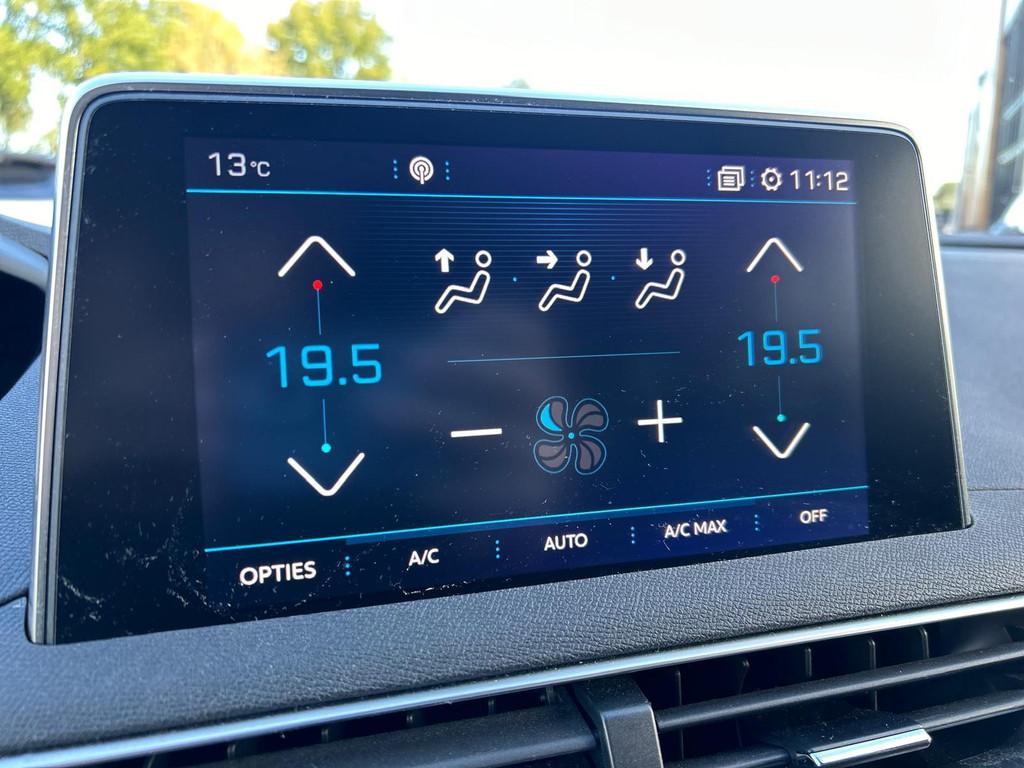 13°C 11:12
19.5 19.5
OPTIES A/C AUTO A/C MAX OFF